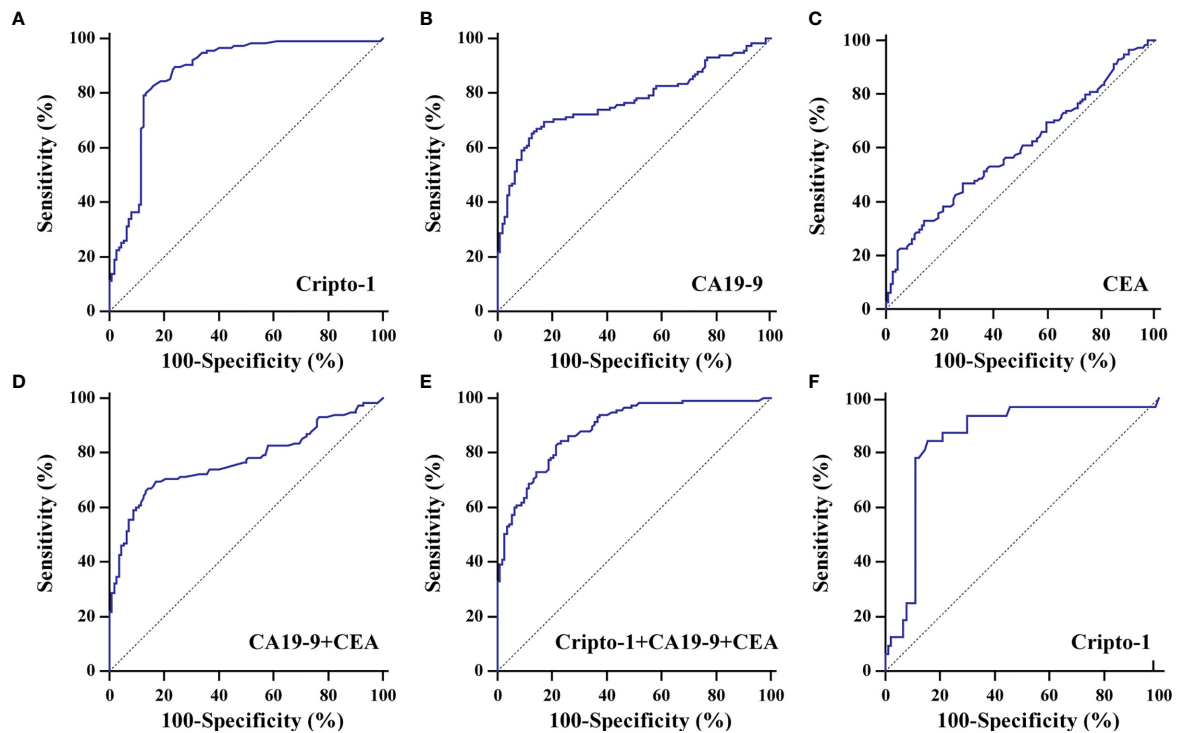 A
B
C
100
80
60
40
20
0
Sensitivity (%)
Cripto-1
0 20 40 60 80 100
100-Specificity (%)
100
80
60
40
20
0
Sensitivity (%)
CA19-9
0 20 40 60 80 100
100-Specificity (%)
100
80
60
40
20
0
Sensitivity (%)
CEA
0 20 40 60 80 100
100-Specificity (%)
D
E
F
100
80
60
40
20
0
Sensitivity (%)
CA19-9+CEA
0 20 40 60 80 100
100-Specificity (%)
100
80
60
40
20
0
Sensitivity (%)
Cripto-1+CA19-9+CEA
0 20 40 60 80 100
100-Specificity (%)
100
80
60
40
20
0
Sensitivity (%)
Cripto-1
0 20 40 60 80 100
100-Specificity (%)